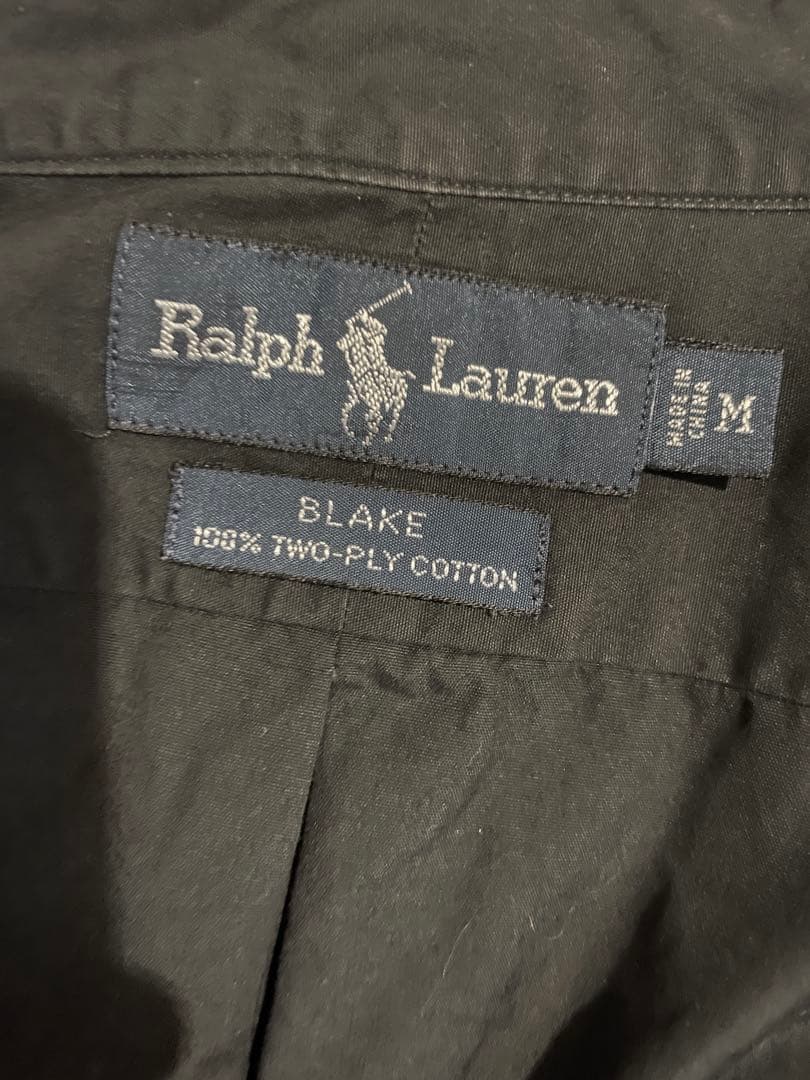 Ralph Lauren
MADE IN
CHINA
M
BLAKE
100% TWO-PLY COTTON